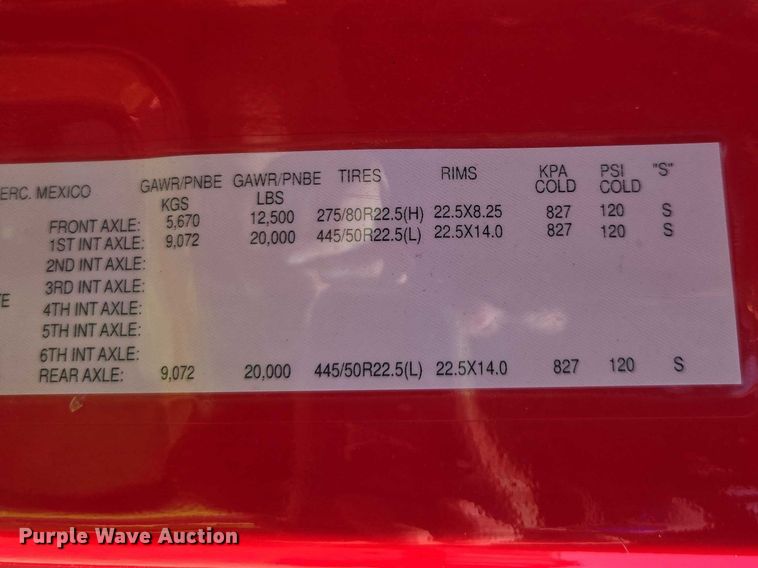 ERC. MEXICO GAWR/PNBE KGS GAWR/PNBE LBS TIRES RIMS KPA COLD PSI COLD "S"
FRONT AXLE: 5,670 12,500 275/80R22.5(H) 22.5X8.25 827 120 S
1ST INT AXLE: 9,072 20,000 445/50R22.5(L) 22.5X14.0 827 120 S
2ND INT AXLE:
3RD INT AXLE:
4TH INT AXLE:
5TH INT AXLE:
6TH INT AXLE:
REAR AXLE: 9,072 20,000 445/50R22.5(L) 22.5X14.0 827 120 S
Purple Wave Auction